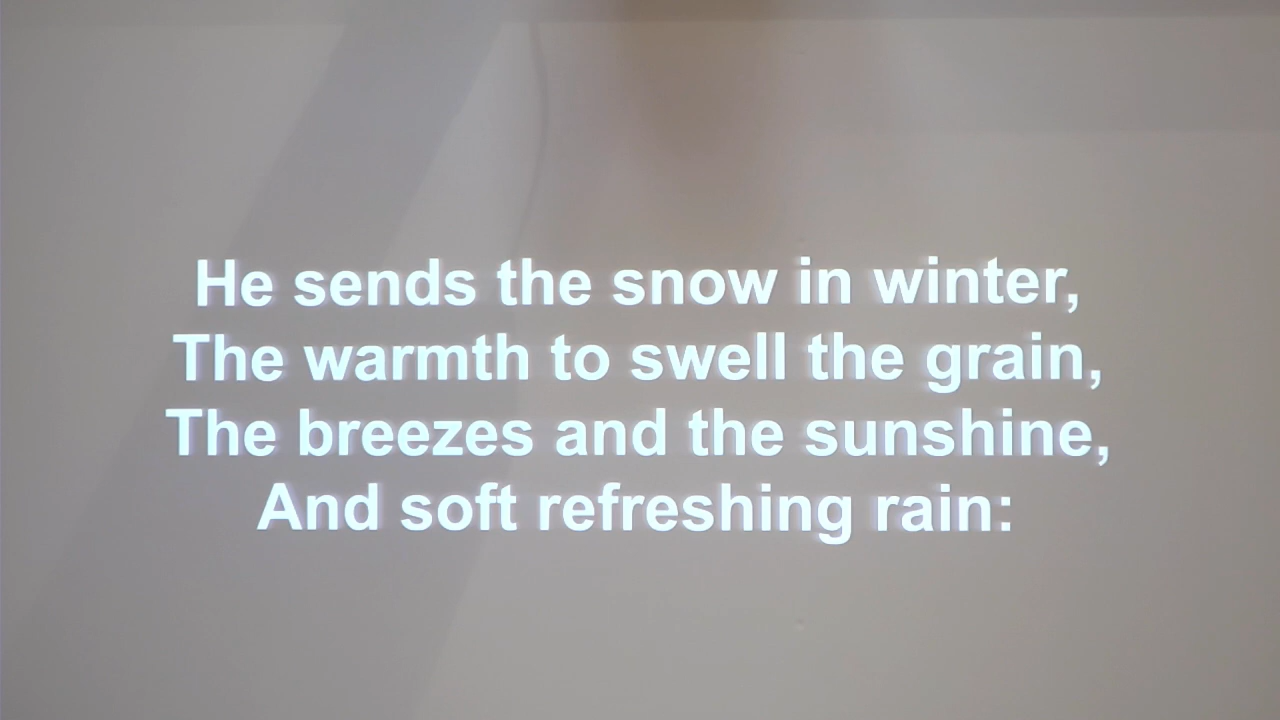 He sends the snow in winter,
The warmth to swell the grain,
The breezes and the sunshine,
And soft refreshing rain: